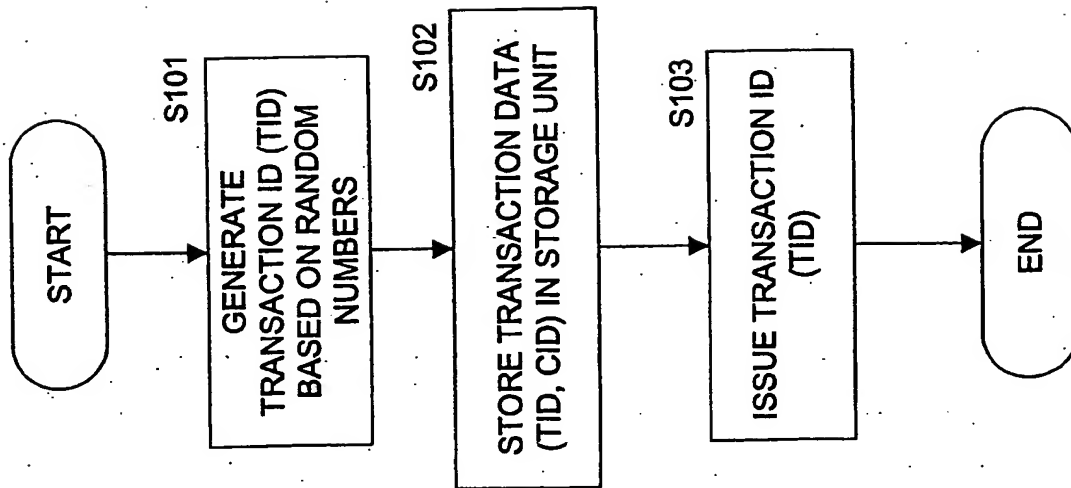 START
S101
GENERATE
TRANSACTION ID (TID)
BASED ON RANDOM
NUMBERS
S102
STORE TRANSACTION DATA
(TID, CID) IN STORAGE UNIT
S103
ISSUE TRANSACTION ID
(TID)
END